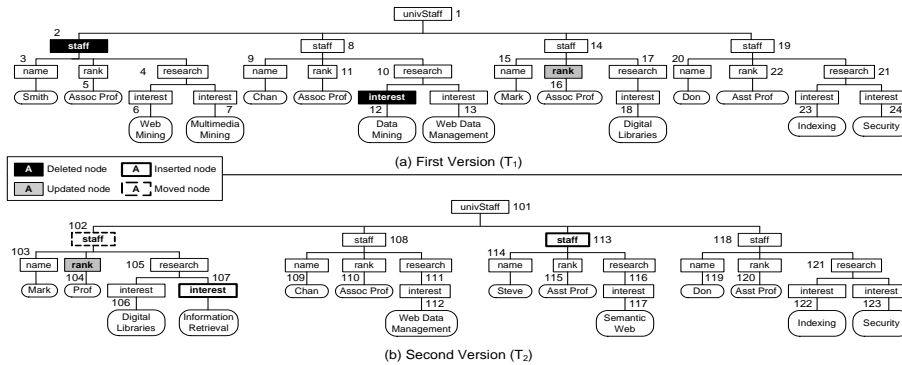 univStaff 1
2 staff
staff 8
staff 14
staff 19
3 name
rank
4 research
9 name
rank 11
10 research
15 name
rank
17 research
20 name
rank 22
research 21
Smith
5 Assoc Prof
interest
interest
Chan
Assoc Prof
interest
interest
Mark
16 Assoc Prof
interest
Don
Asst Prof
interest
interest
6 Web Mining
7 Multimedia Mining
12 Data Mining
13 Web Data Management
18 Digital Libraries
23 Indexing
24 Security
(a) First Version (T1)
A Deleted node
A Inserted node
A Updated node
A Moved node
univStaff 101
102 staff
staff 108
staff 113
118 staff
103 name
rank
105 research
name
rank
research
114 name
rank
research
name
rank
121 research
Mark
104 Prof
interest
107 interest
109 Chan
110 Assoc Prof
111 interest
Steve
115 Asst Prof
116 interest
Don 119
120 Asst Prof
interest
interest
106 Digital Libraries
Information Retrieval
112 Web Data Management
117 Semantic Web
122 Indexing
123 Security
(b) Second Version (T2)